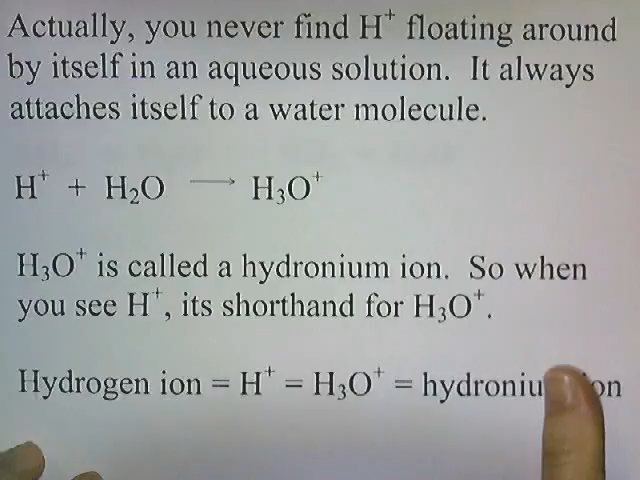 Actually, you never find H⁺ floating around
by itself in an aqueous solution. It always
attaches itself to a water molecule.
H⁺ + H₂O → H₃O⁺
H₃O⁺ is called a hydronium ion. So when
you see H⁺, its shorthand for H₃O⁺.
Hydrogen ion = H⁺ = H₃O⁺ = hydroniu on